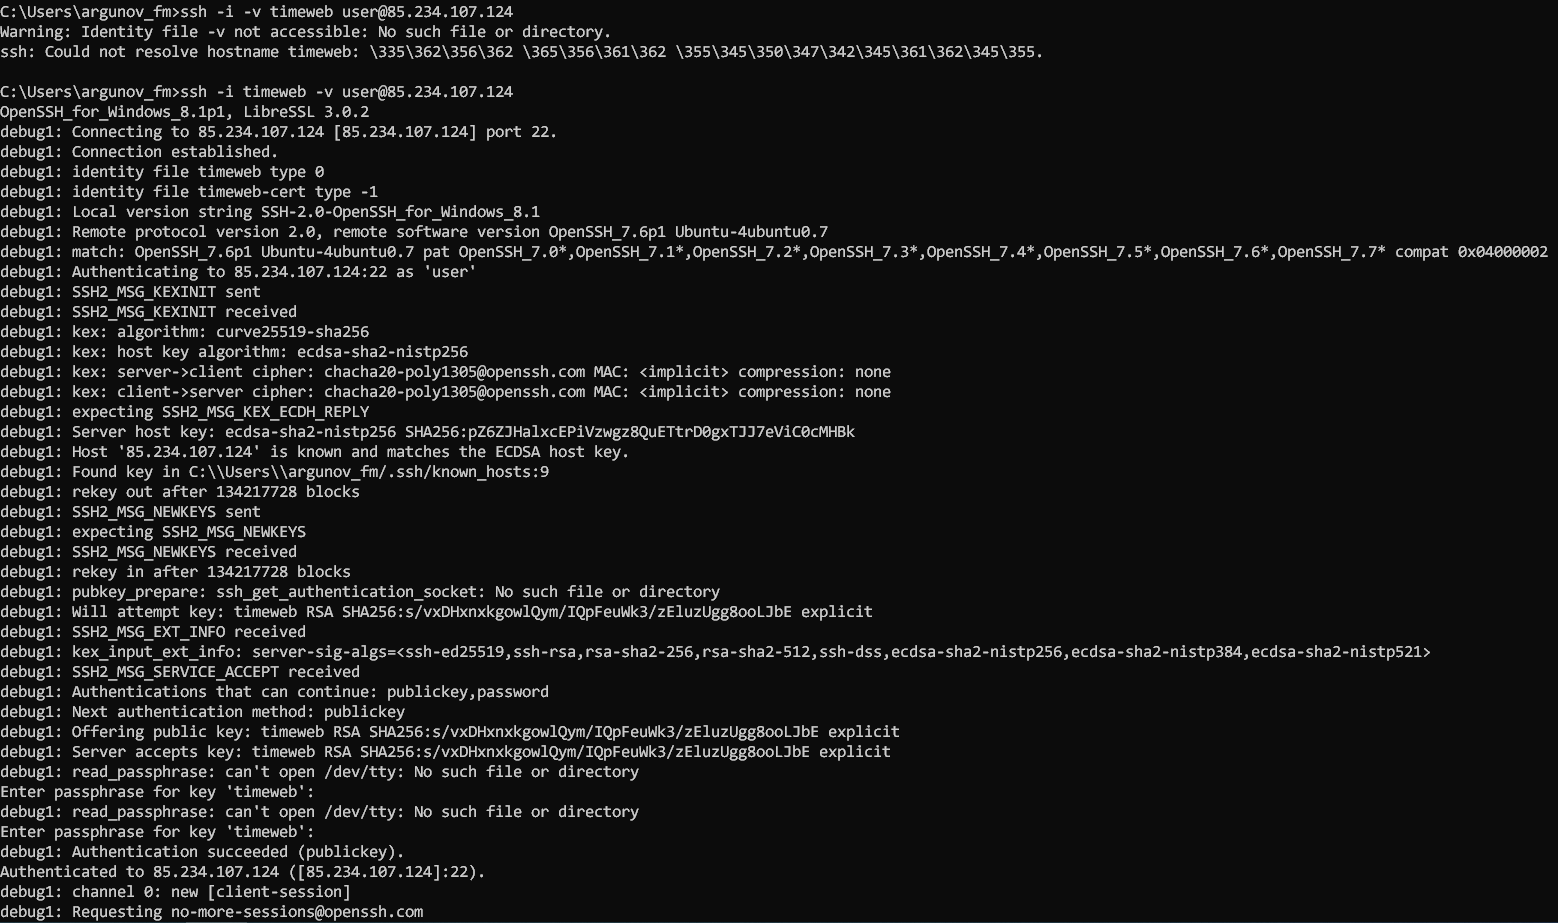 C:\Users\argunov_fm>ssh -i -v timeweb user@85.234.107.124
Warning: Identity file -v not accessible: No such file or directory.
ssh: Could not resolve hostname timeweb: \335\362\356\362 \365\356\361\362 \355\345\350\347\342\345\361\362\345\355.

C:\Users\argunov_fm>ssh -i timeweb -v user@85.234.107.124
OpenSSH_for_Windows_8.1p1, LibreSSL 3.0.2
debug1: Connecting to 85.234.107.124 [85.234.107.124] port 22.
debug1: Connection established.
debug1: identity file timeweb type 0
debug1: identity file timeweb-cert type -1
debug1: Local version string SSH-2.0-OpenSSH_for_Windows_8.1
debug1: Remote protocol version 2.0, remote software version OpenSSH_7.6p1 Ubuntu-4ubuntu0.7
debug1: match: OpenSSH_7.6p1 Ubuntu-4ubuntu0.7 pat OpenSSH_7.0*,OpenSSH_7.1*,OpenSSH_7.2*,OpenSSH_7.3*,OpenSSH_7.4*,OpenSSH_7.5*,OpenSSH_7.6*,OpenSSH_7.7* compat 0x04000002
debug1: Authenticating to 85.234.107.124:22 as 'user'
debug1: SSH2_MSG_KEXINIT sent
debug1: SSH2_MSG_KEXINIT received
debug1: kex: algorithm: curve25519-sha256
debug1: kex: host key algorithm: ecdsa-sha2-nistp256
debug1: kex: server->client cipher: chacha20-poly1305@openssh.com MAC: <implicit> compression: none
debug1: kex: client->server cipher: chacha20-poly1305@openssh.com MAC: <implicit> compression: none
debug1: expecting SSH2_MSG_KEX_ECDH_REPLY
debug1: Server host key: ecdsa-sha2-nistp256 SHA256:pZ6ZJHalxcEPiVzwgz8QuETtrD0gxTJJ7eViC0cMHBk
debug1: Host '85.234.107.124' is known and matches the ECDSA host key.
debug1: Found key in C:\\Users\\argunov_fm/.ssh/known_hosts:9
debug1: rekey out after 134217728 blocks
debug1: SSH2_MSG_NEWKEYS sent
debug1: expecting SSH2_MSG_NEWKEYS
debug1: SSH2_MSG_NEWKEYS received
debug1: rekey in after 134217728 blocks
debug1: pubkey_prepare: ssh_get_authentication_socket: No such file or directory
debug1: Will attempt key: timeweb RSA SHA256:s/vxDHxnxkgowlQym/IQpFeuWk3/zEluzUgg8ooLJbE explicit
debug1: SSH2_MSG_EXT_INFO received
debug1: kex_input_ext_info: server-sig-algs=<ssh-ed25519,ssh-rsa,rsa-sha2-256,rsa-sha2-512,ssh-dss,ecdsa-sha2-nistp256,ecdsa-sha2-nistp384,ecdsa-sha2-nistp521>
debug1: SSH2_MSG_SERVICE_ACCEPT received
debug1: Authentications that can continue: publickey,password
debug1: Next authentication method: publickey
debug1: Offering public key: timeweb RSA SHA256:s/vxDHxnxkgowlQym/IQpFeuWk3/zEluzUgg8ooLJbE explicit
debug1: Server accepts key: timeweb RSA SHA256:s/vxDHxnxkgowlQym/IQpFeuWk3/zEluzUgg8ooLJbE explicit
debug1: read_passphrase: can't open /dev/tty: No such file or directory
Enter passphrase for key 'timeweb':
debug1: read_passphrase: can't open /dev/tty: No such file or directory
Enter passphrase for key 'timeweb':
debug1: Authentication succeeded (publickey).
Authenticated to 85.234.107.124 ([85.234.107.124]:22).
debug1: channel 0: new [client-session]
debug1: Requesting no-more-sessions@openssh.com